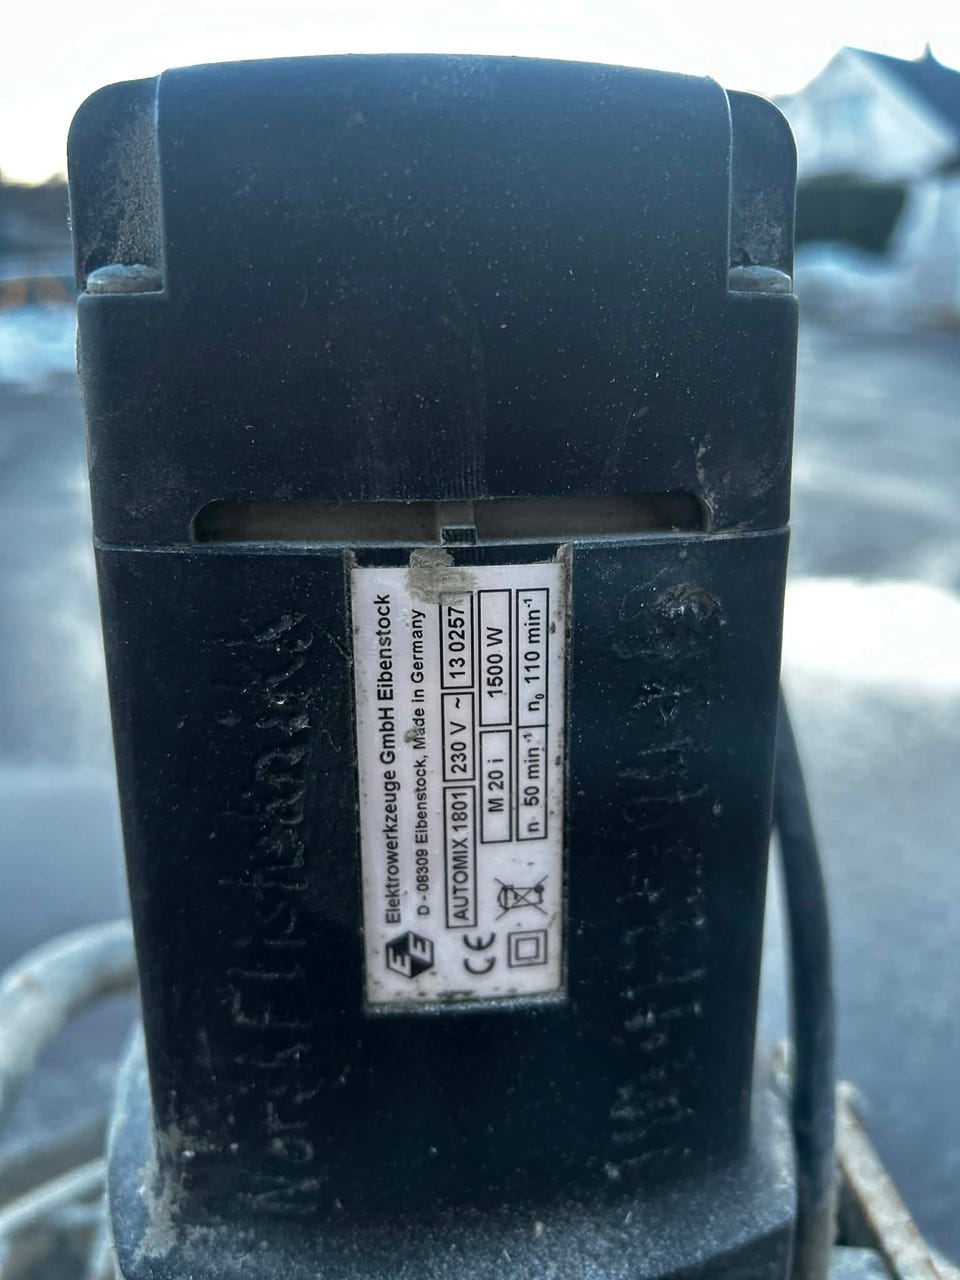 Elektrowerkzeuge GmbH Eibenstock
D - 08309 Eibenstock, Made in Germany
AUTOMIX 1801 230 V ~ 13 0257
M 20 i 1500 W
n 50 min⁻¹ n₀ 110 min⁻¹
EE
CE